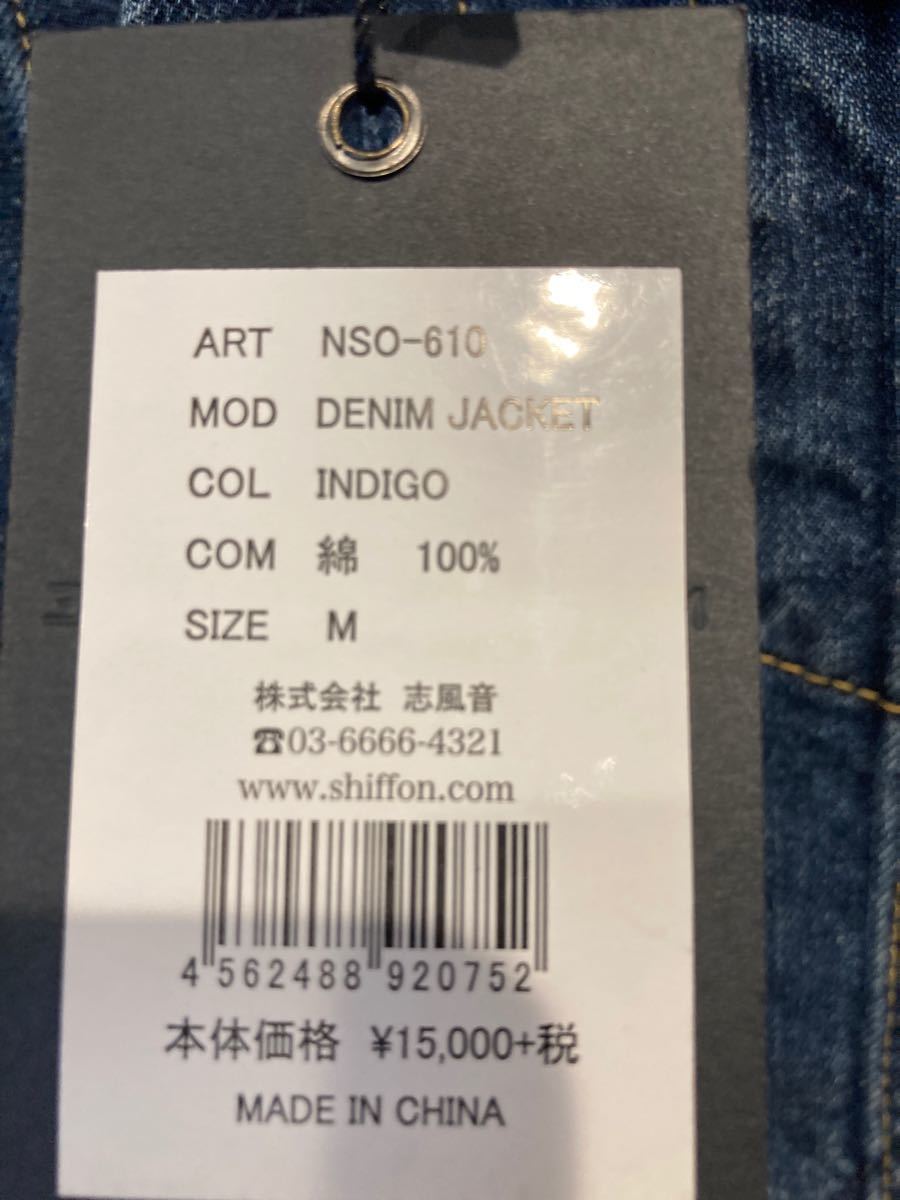 ART NSO-610
MOD DENIM JACKET
COL INDIGO
COM 綿 100%
SIZE M
株式会社 志風音
☎03-6666-4321
www.shiffon.com
4 562488 920752
本体価格 ¥15,000+税
MADE IN CHINA